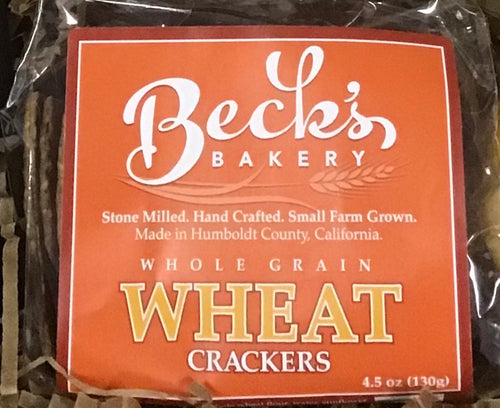 Beck's
BAKERY
Stone Milled. Hand Crafted. Small Farm Grown.
Made in Humboldt County, California.
WHOLE GRAIN
WHEAT
CRACKERS
4.5 oz (130g)